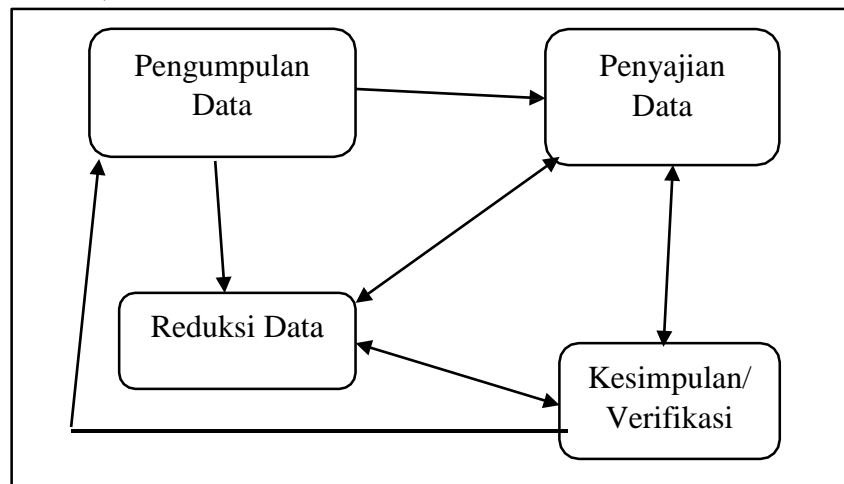 Pengumpulan
Data
Penyajian
Data
Reduksi Data
Kesimpulan/
Verifikasi